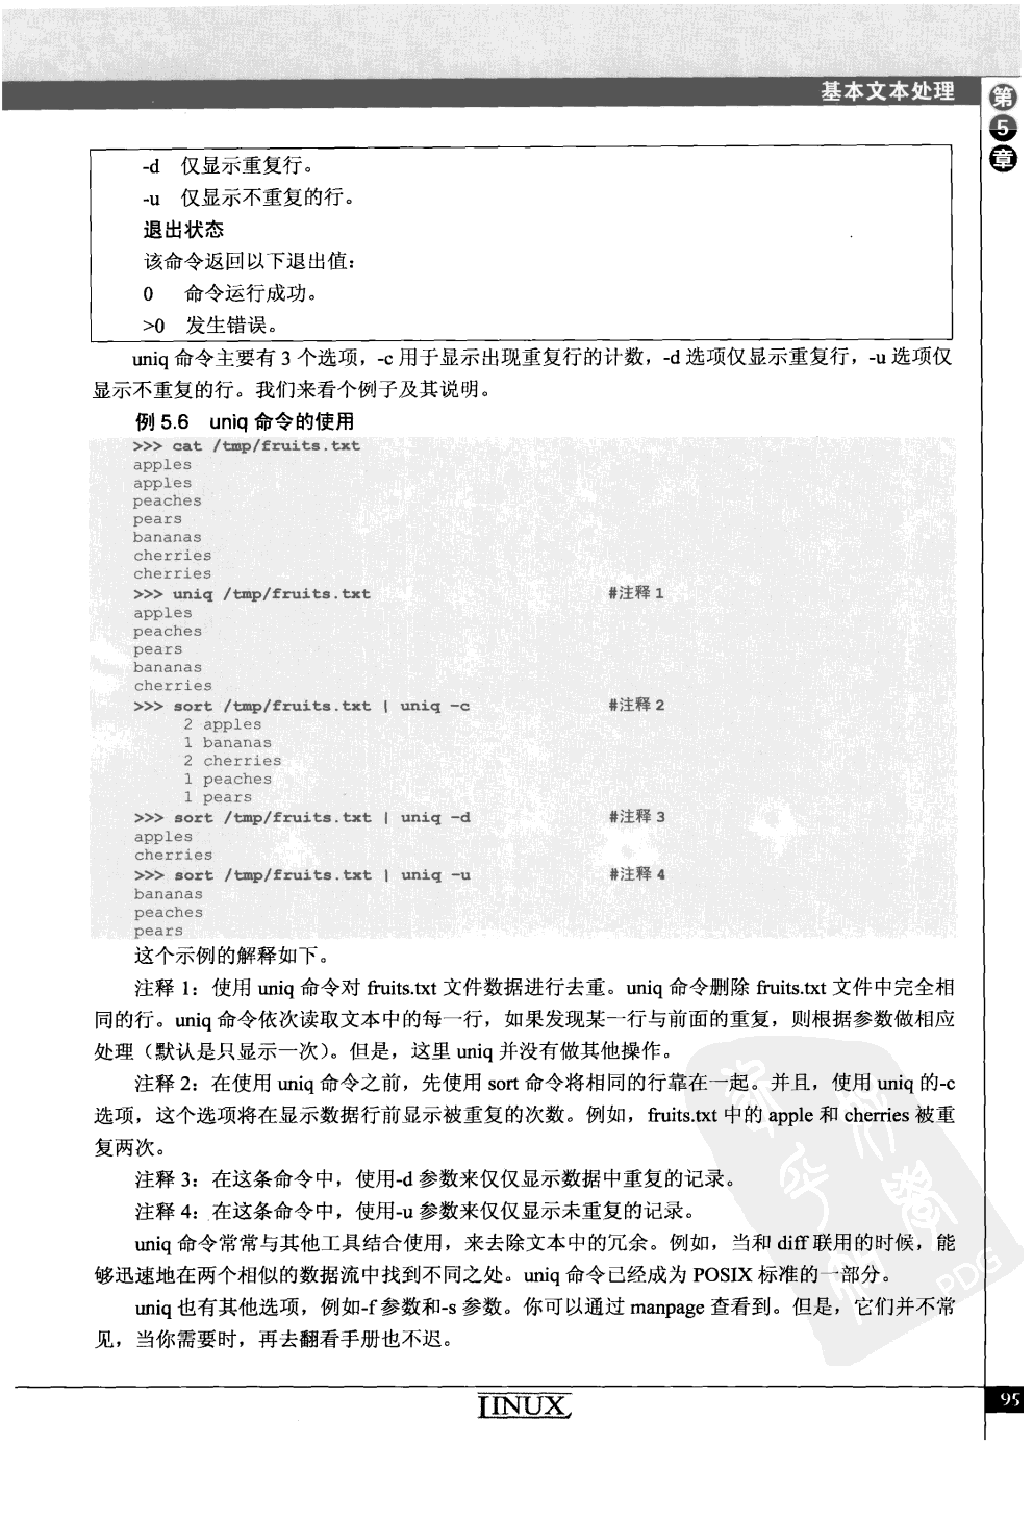 基本文本处理
第5章
-d 仅显示重复行。
-u 仅显示不重复的行。
退出状态
该命令返回以下退出值：
0 命令运行成功。
>0 发生错误。
uniq 命令主要有 3 个选项，-c 用于显示出现重复行的计数，-d 选项仅显示重复行，-u 选项仅
显示不重复的行。我们来看个例子及其说明。
例 5.6 uniq 命令的使用
>>> cat /tmp/fruits.txt
apples
apples
peaches
pears
bananas
cherries
cherries
>>> uniq /tmp/fruits.txt #注释 1
apples
peaches
pears
bananas
cherries
>>> sort /tmp/fruits.txt | uniq -c #注释 2
2 apples
1 bananas
2 cherries
1 peaches
1 pears
>>> sort /tmp/fruits.txt | uniq -d #注释 3
apples
cherries
>>> sort /tmp/fruits.txt | uniq -u #注释 4
bananas
peaches
pears
这个示例的解释如下。
注释 1：使用 uniq 命令对 fruits.txt 文件数据进行去重。uniq 命令删除 fruits.txt 文件中完全相
同的行。uniq 命令依次读取文本中的每一行，如果发现某一行与前面的重复，则根据参数做相应
处理（默认是只显示一次）。但是，这里 uniq 并没有做其他操作。
注释 2：在使用 uniq 命令之前，先使用 sort 命令将相同的行靠在一起。并且，使用 uniq 的-c
选项，这个选项将在显示数据行前显示被重复的次数。例如，fruits.txt 中的 apple 和 cherries 被重
复两次。
注释 3：在这条命令中，使用-d 参数来仅仅显示数据中重复的记录。
注释 4：在这条命令中，使用-u 参数来仅仅显示未重复的记录。
uniq 命令常常与其他工具结合使用，来去除文本中的冗余。例如，当和 diff 联用的时候，能
够迅速地在两个相似的数据流中找到不同之处。uniq 命令已经成为 POSIX 标准的一部分。
uniq 也有其他选项，例如-f 参数和-s 参数。你可以通过 manpage 查看到。但是，它们并不常
见，当你需要时，再去翻看手册也不迟。
PDG
LINUX
95